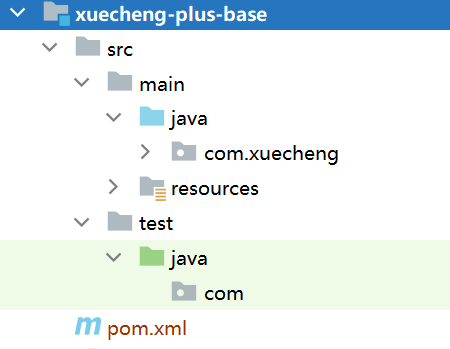 xuecheng-plus-base
src
main
java
com.xuecheng
resources
test
java
com
pom.xml